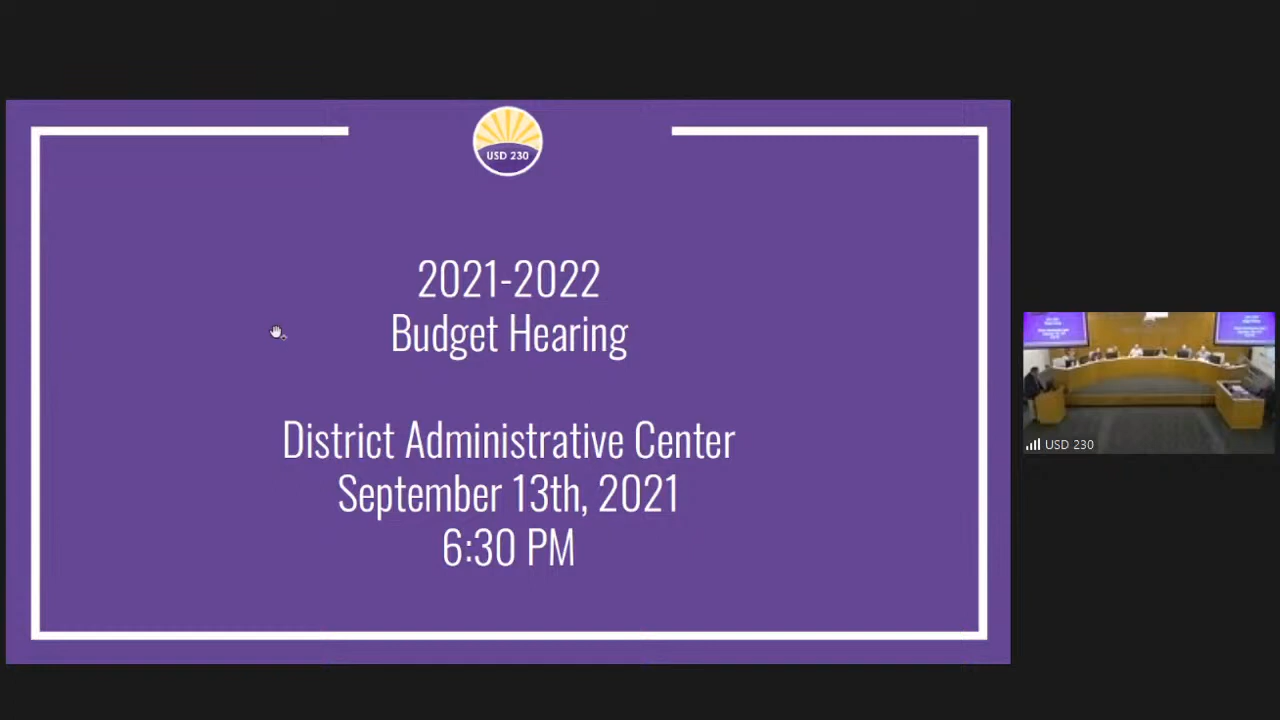 USD 230
2021-2022
Budget Hearing
District Administrative Center
September 13th, 2021
6:30 PM
USD 230